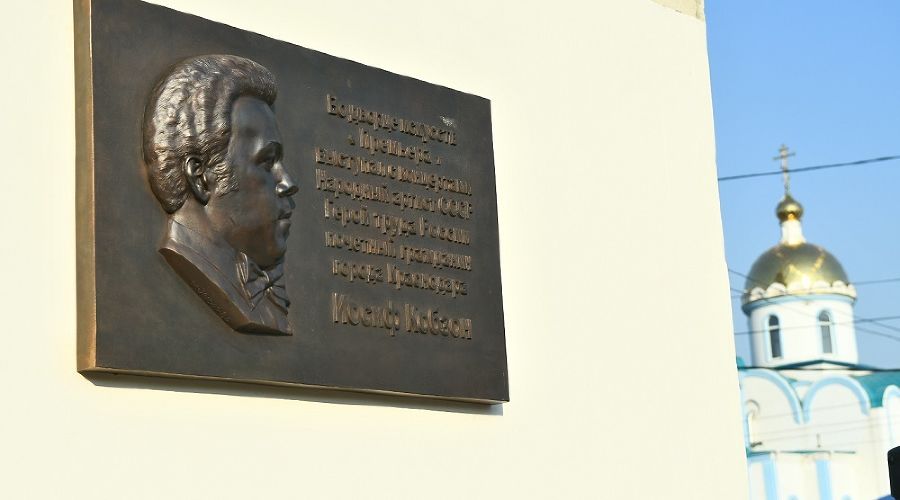 Во дворце искусств
«Премьера»
выступал с концертами
Народный артист СССР
Герой труда России
почетный гражданин
города Краснодара
Иосиф Кобзон